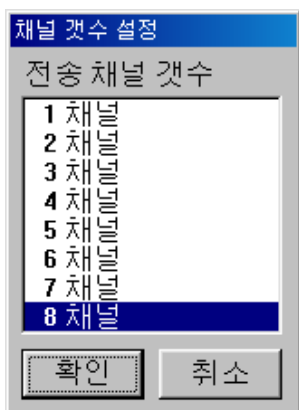 채널 갯수 설정
전송 채널 갯수
1 채널
2 채널
3 채널
4 채널
5 채널
6 채널
7 채널
8 채널
확인 취소